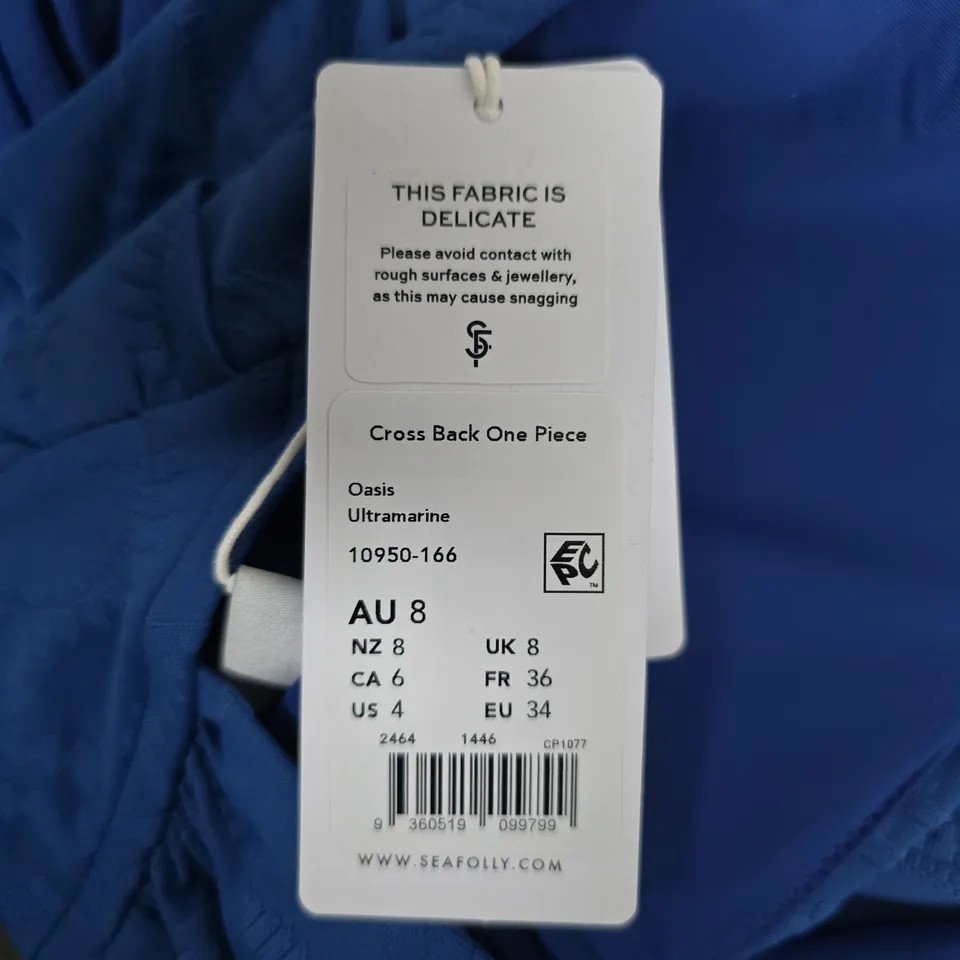 THIS FABRIC IS
DELICATE
Please avoid contact with
rough surfaces & jewellery,
as this may cause snagging
SF
Cross Back One Piece
Oasis
Ultramarine
10950-166
EPC™
AU 8
NZ 8 UK 8
CA 6 FR 36
US 4 EU 34
2464 1446 CP1077
9 360519 099799
WWW.SEAFOLLY.COM